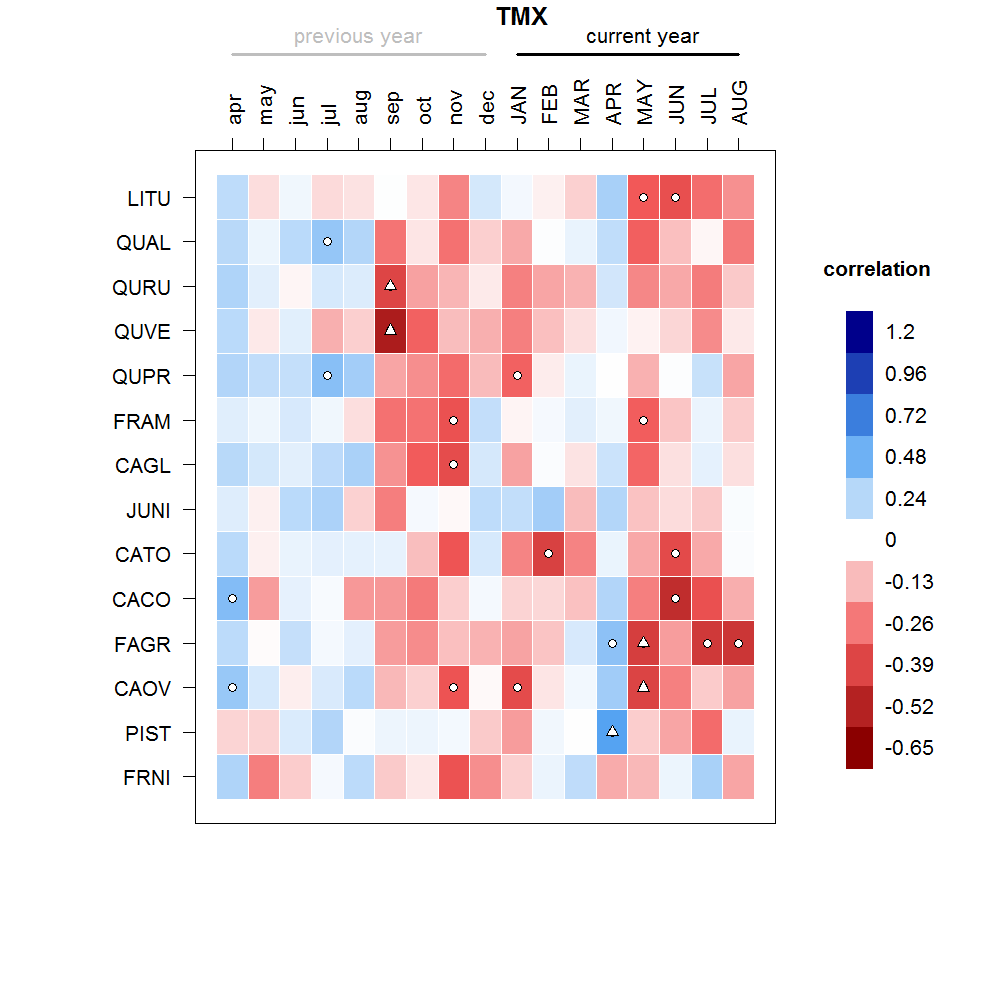 TMX
previous year current year
apr may jun jul aug sep oct nov dec JAN FEB MAR APR MAY JUN JUL AUG
LITU
QUAL
QURU
QUVE
QUPR
FRAM
CAGL
JUNI
CATO
CACO
FAGR
CAOV
PIST
FRNI
correlation
1.2
0.96
0.72
0.48
0.24
0
-0.13
-0.26
-0.39
-0.52
-0.65